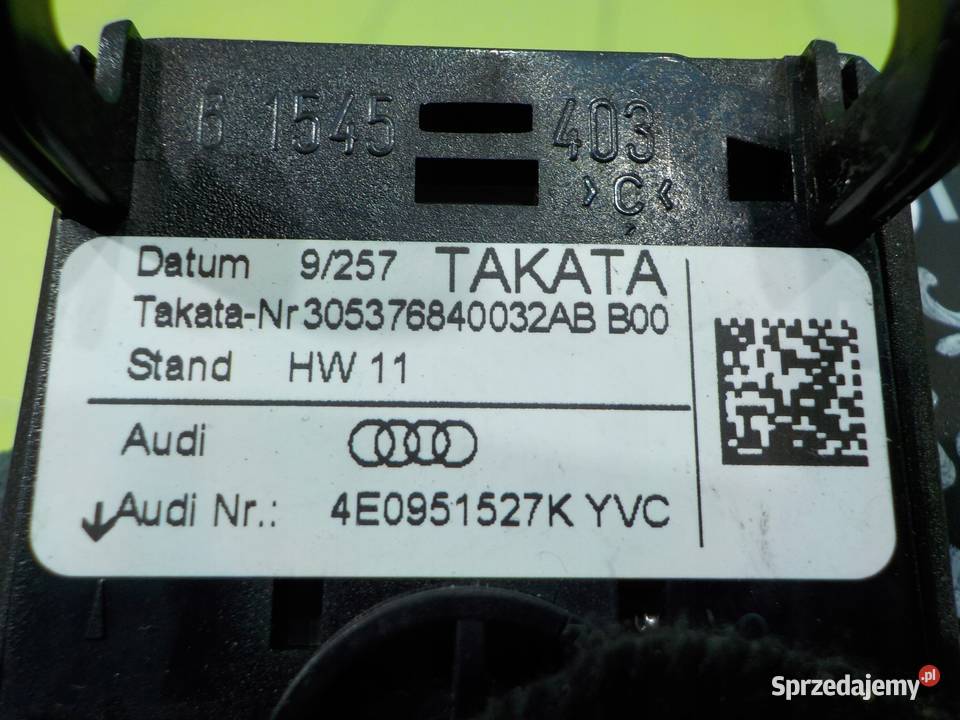 6 1545 403
>C<
Datum 9/257 TAKATA
Takata-Nr 305376840032AB B00
Stand HW 11
Audi
Audi Nr.: 4E0951527K YVC
Sprzedajemy.pl